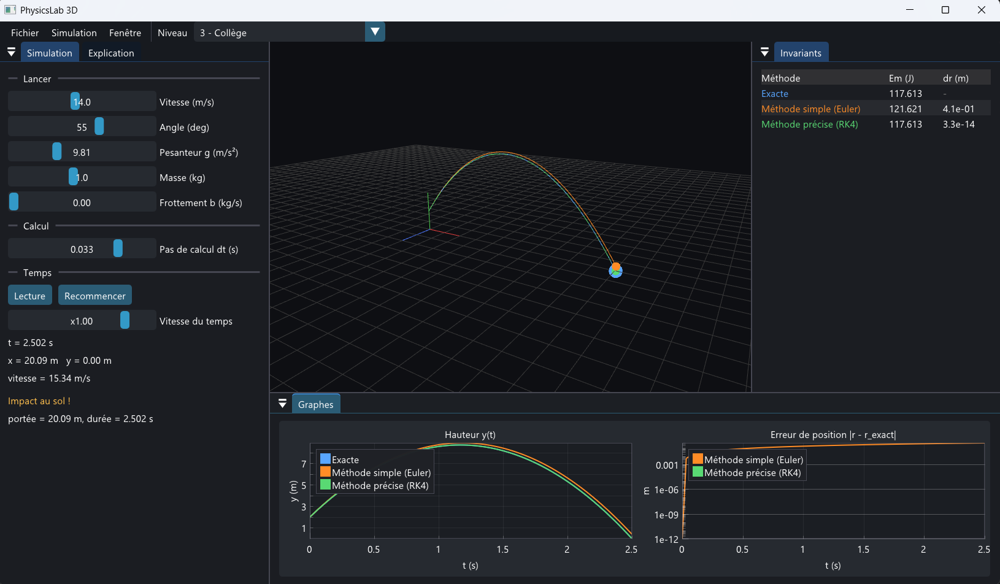 PhysicsLab 3D
Fichier Simulation Fenêtre Niveau 3 - Collège
Simulation Explication
Lancer
14.0 Vitesse (m/s)
55 Angle (deg)
9.81 Pesanteur g (m/s²)
1.0 Masse (kg)
0.00 Frottement b (kg/s)
Calcul
0.033 Pas de calcul dt (s)
Temps
Lecture Recommencer
x1.00 Vitesse du temps
t = 2.502 s
x = 20.09 m y = 0.00 m
vitesse = 15.34 m/s
Impact au sol !
portée = 20.09 m, durée = 2.502 s
Invariants
Méthode Em (J) dr (m)
Exacte 117.613 -
Méthode simple (Euler) 121.621 4.1e-01
Méthode précise (RK4) 117.613 3.3e-14
Graphes
Hauteur y(t)
Exacte
Méthode simple (Euler)
Méthode précise (RK4)
y (m)
7
5
3
1
0 0.5 1 1.5 2 2.5
t (s)
Erreur de position |r - r_exact|
Méthode simple (Euler)
Méthode précise (RK4)
m
0.001
1e-06
1e-09
1e-12
0 0.5 1 1.5 2 2.5
t (s)